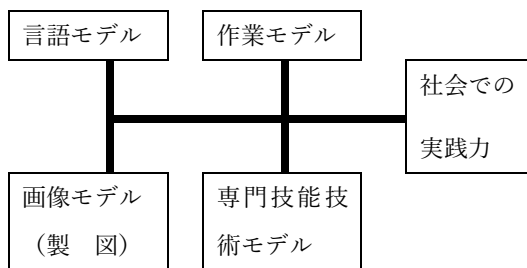 言語モデル
作業モデル
社会での
実践力
画像モデル
（製　図）
専門技能技
術モデル